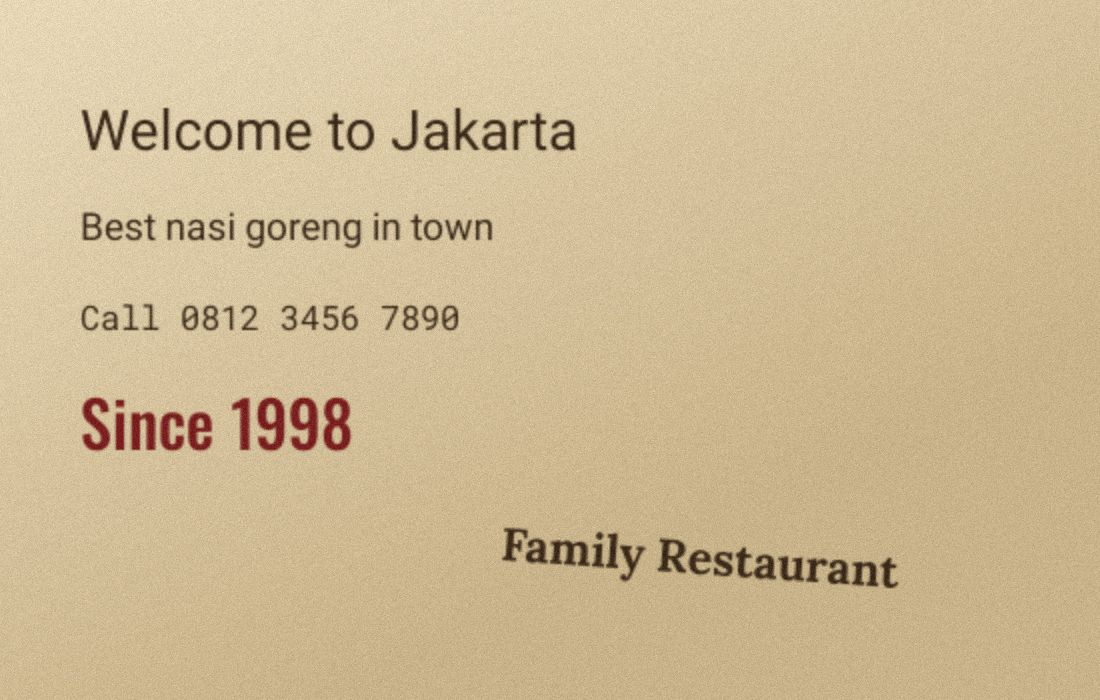 Welcome to Jakarta
Best nasi goreng in town
Call 0812 3456 7890
Since 1998
Family Restaurant